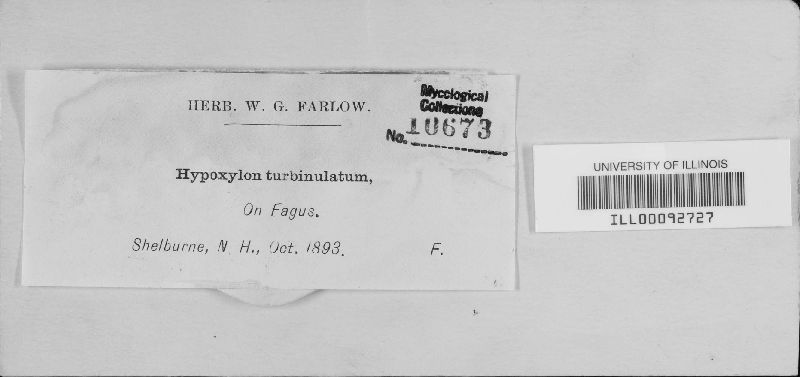 HERB. W. G. FARLOW.
Mycological
Collections
No. 10673
Hypoxylon turbinulatum,
On Fagus.
Shelburne, N. H., Oct. 1893. F.
UNIVERSITY OF ILLINOIS
ILL00092727